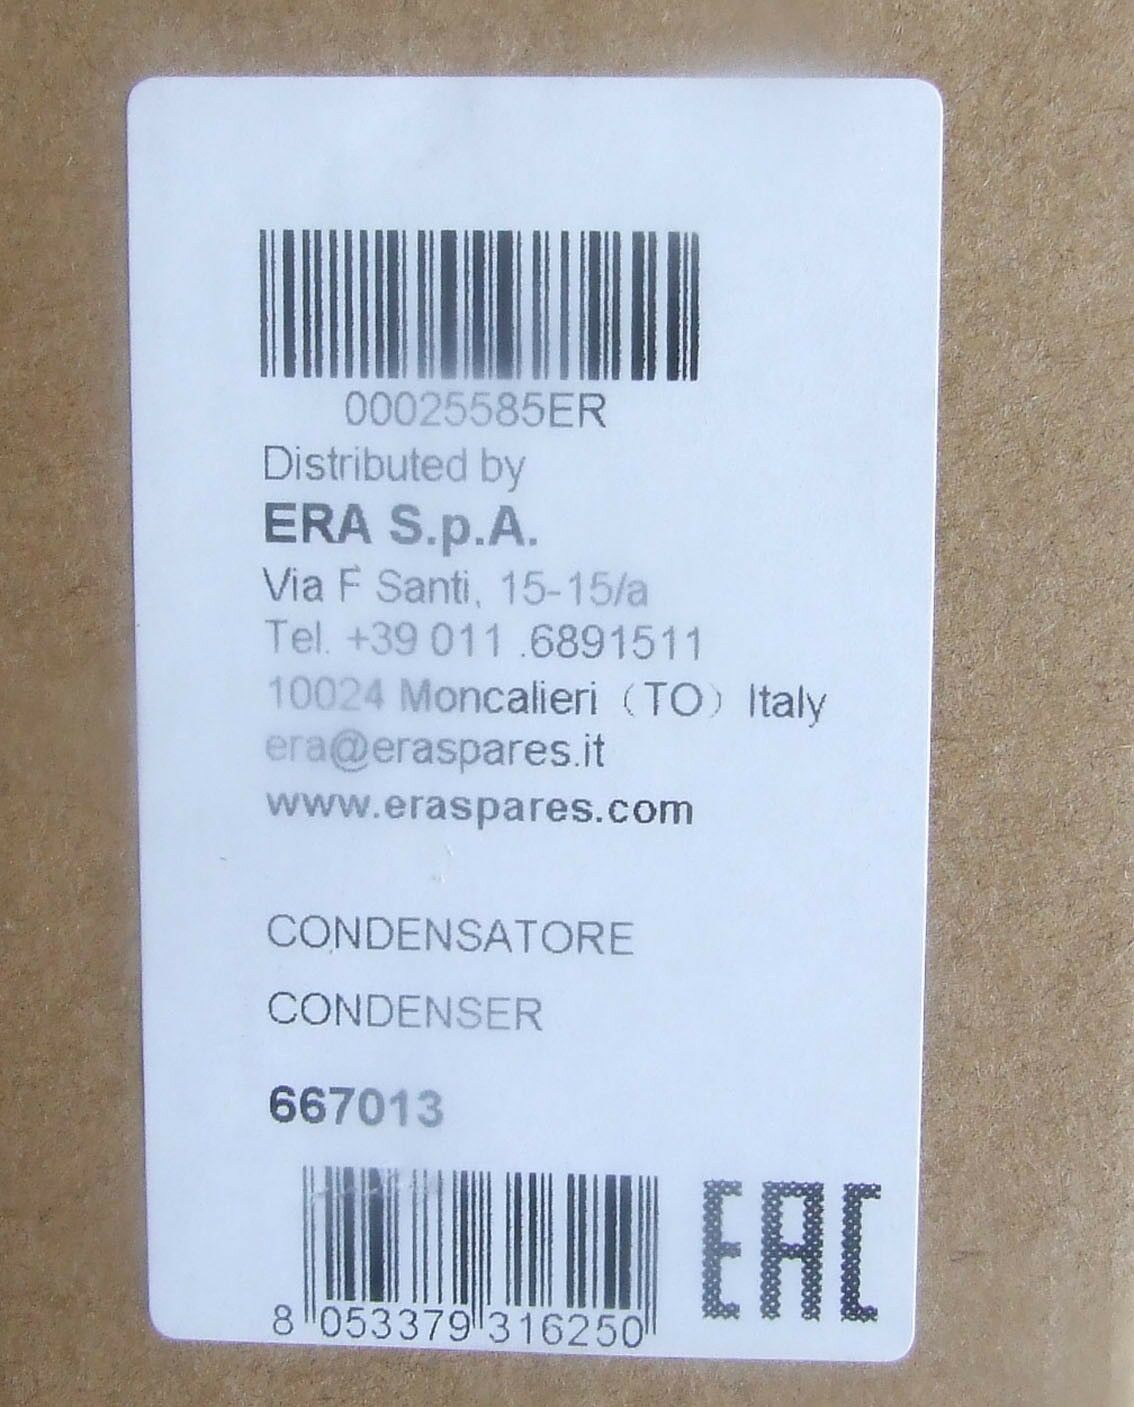 00025585ER
Distributed by
ERA S.p.A.
Via F Santi, 15-15/a
Tel. +39 011 .6891511
10024 Moncalieri (TO) Italy
era@eraspares.it
www.eraspares.com
CONDENSATORE
CONDENSER
667013
8 053379 316250
EAC